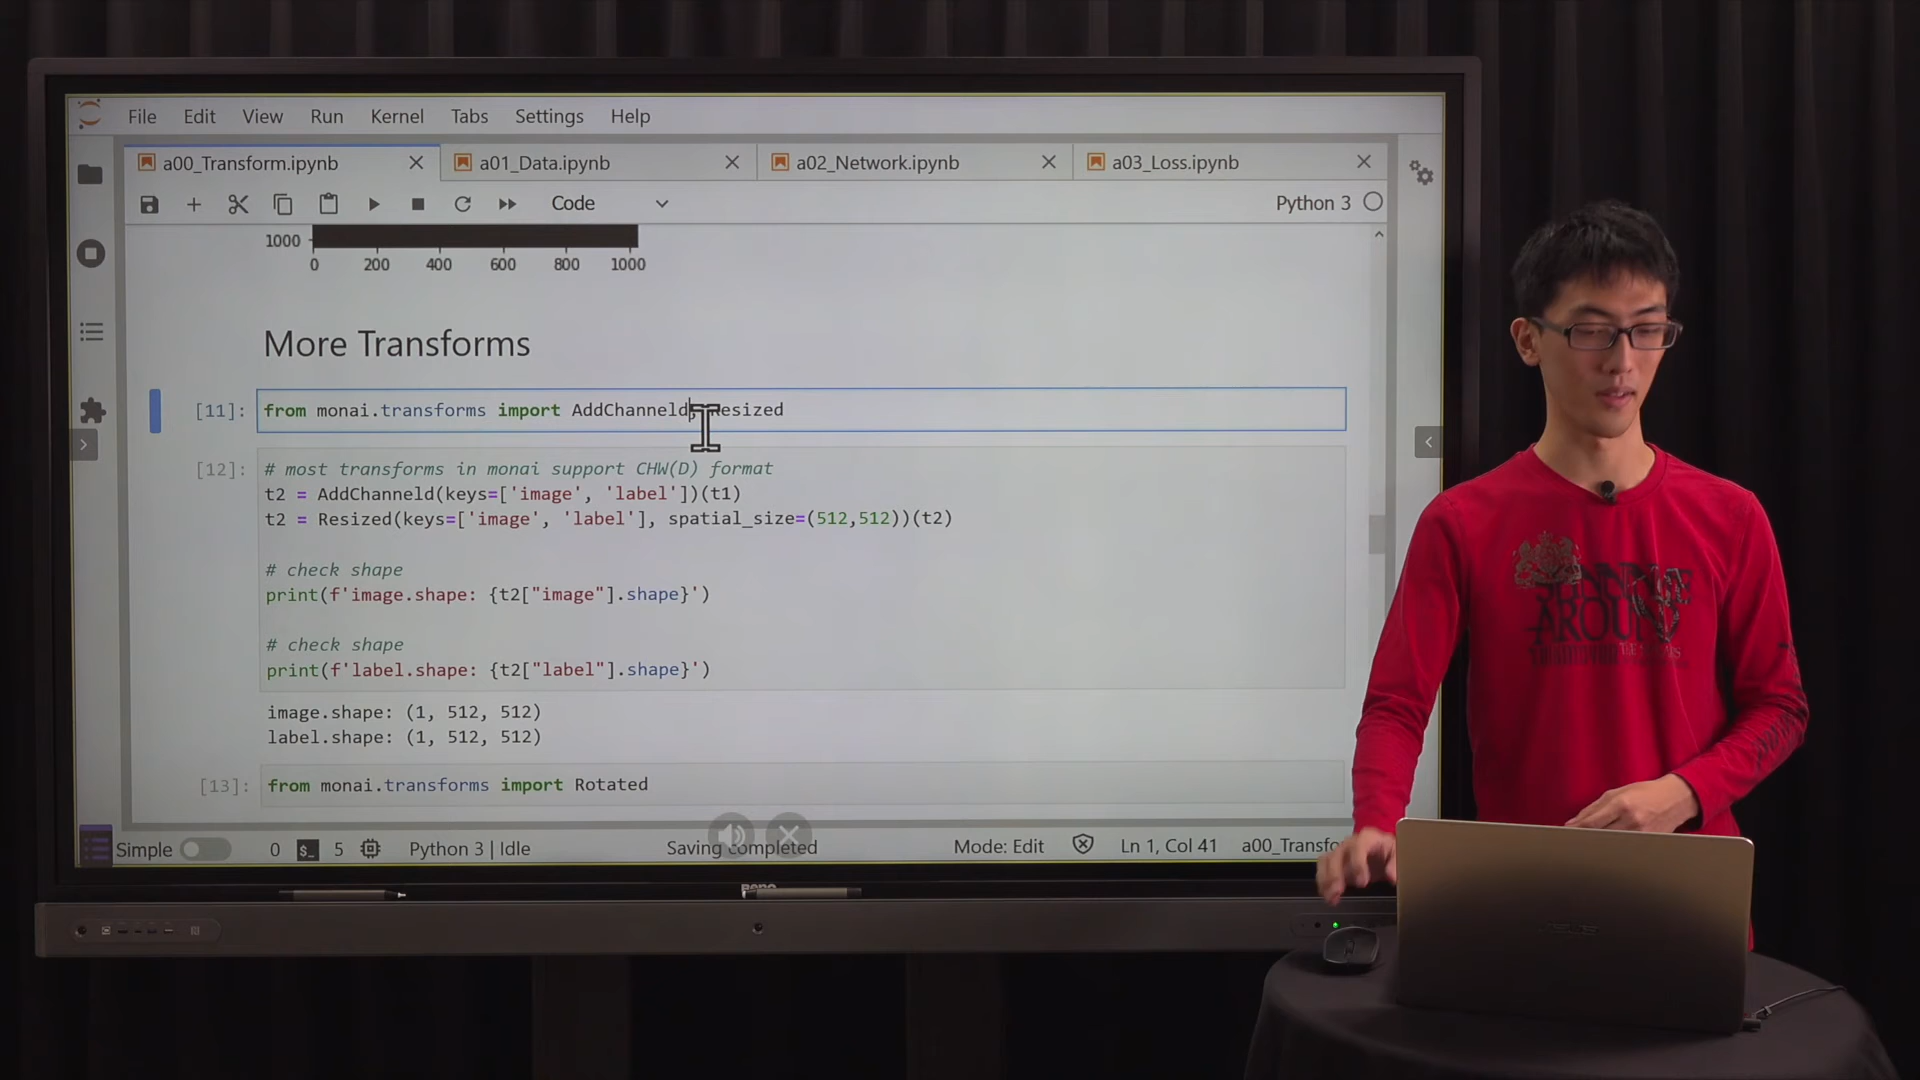 File Edit View Run Kernel Tabs Settings Help
a00_Transform.ipynb a01_Data.ipynb a02_Network.ipynb a03_Loss.ipynb
Code Python 3
1000
0 200 400 600 800 1000
More Transforms
[11]: from monai.transforms import AddChanneld, Resized
[12]: # most transforms in monai support CHW(D) format
t2 = AddChanneld(keys=['image', 'label'])(t1)
t2 = Resized(keys=['image', 'label'], spatial_size=(512,512))(t2)
# check shape
print(f'image.shape: {t2["image"].shape}')
# check shape
print(f'label.shape: {t2["label"].shape}')
image.shape: (1, 512, 512)
label.shape: (1, 512, 512)
[13]: from monai.transforms import Rotated
Simple 0 $_ 5 Python 3 | Idle Saving completed Mode: Edit Ln 1, Col 41 a00_Transfo
BenQ
AROUND
ASUS